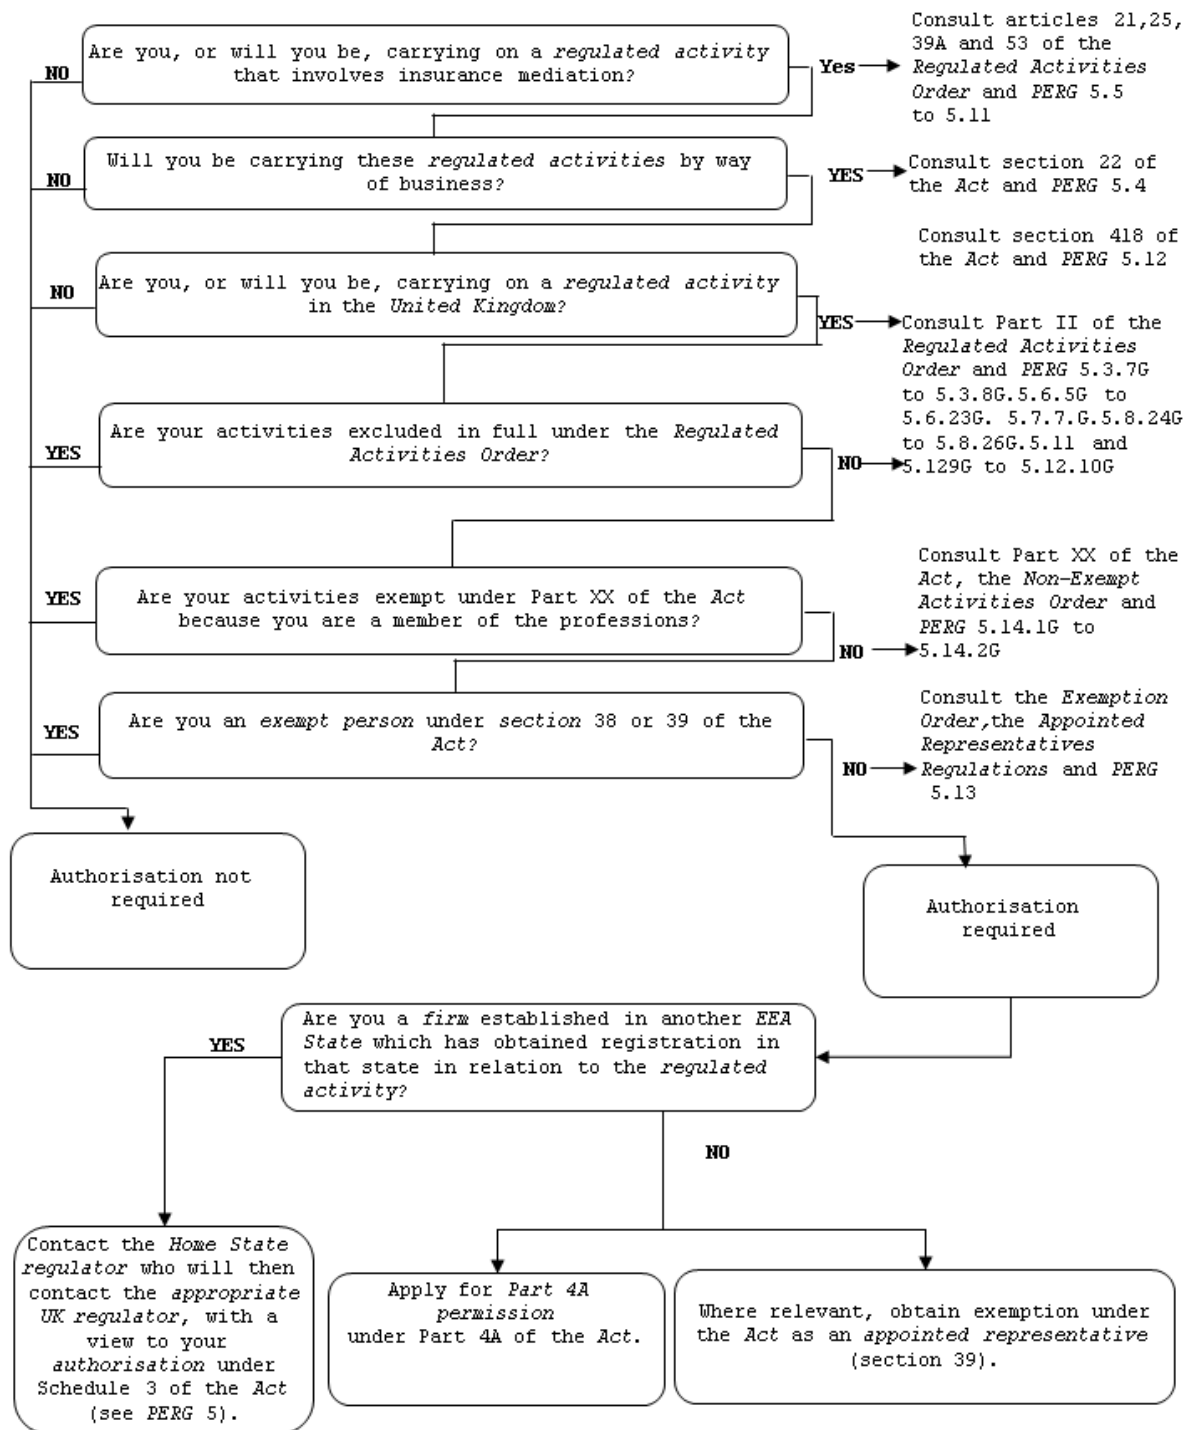 Are you, or will you be, carrying on a regulated activity
that involves insurance mediation?
NO
Yes
Consult articles 21,25,
39A and 53 of the
Regulated Activities
Order and PERG 5.5
to 5.11
Will you be carrying these regulated activities by way
of business?
NO
YES
Consult section 22 of
the Act and PERG 5.4
Consult section 418 of
the Act and PERG 5.12
Are you, or will you be, carrying on a regulated activity
in the United Kingdom?
NO
YES
Consult Part II of the
Regulated Activities
Order and PERG 5.3.7G
to 5.3.8G.5.6.5G to
5.6.23G. 5.7.7.G.5.8.24G
to 5.8.26G.5.11 and
5.129G to 5.12.10G
Are your activities excluded in full under the Regulated
Activities Order?
YES
NO
Consult Part XX of the
Act, the Non-Exempt
Activities Order and
PERG 5.14.1G to
5.14.2G
Are your activities exempt under Part XX of the Act
because you are a member of the professions?
YES
NO
Consult the Exemption
Order,the Appointed
Representatives
Regulations and PERG
5.13
Are you an exempt person under section 38 or 39 of the
Act?
YES
NO
Authorisation not
required
Authorisation
required
Are you a firm established in another EEA
State which has obtained registration in
that state in relation to the regulated
activity?
YES
NO
Contact the Home State
regulator who will then
contact the appropriate
UK regulator, with a
view to your
authorisation under
Schedule 3 of the Act
(see PERG 5).
Apply for Part 4A
permission
under Part 4A of the Act.
Where relevant, obtain exemption under
the Act as an appointed representative
(section 39).